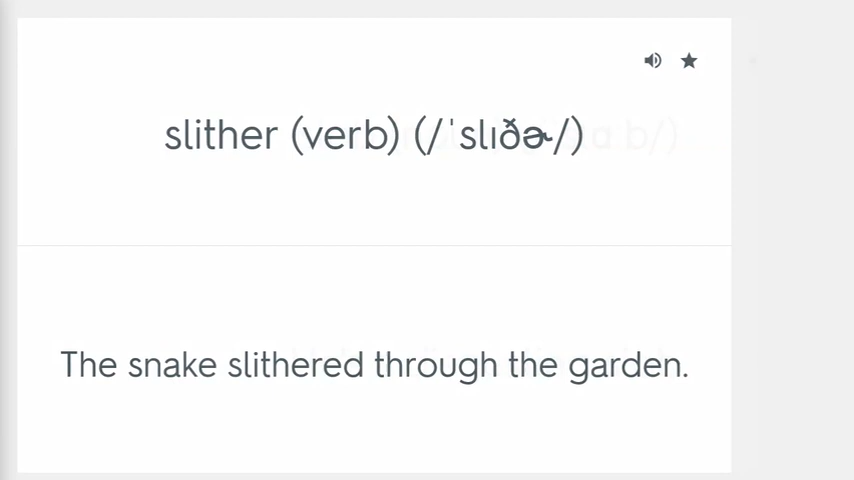 slither (verb) (/ˈslɪðɚ/)
The snake slithered through the garden.